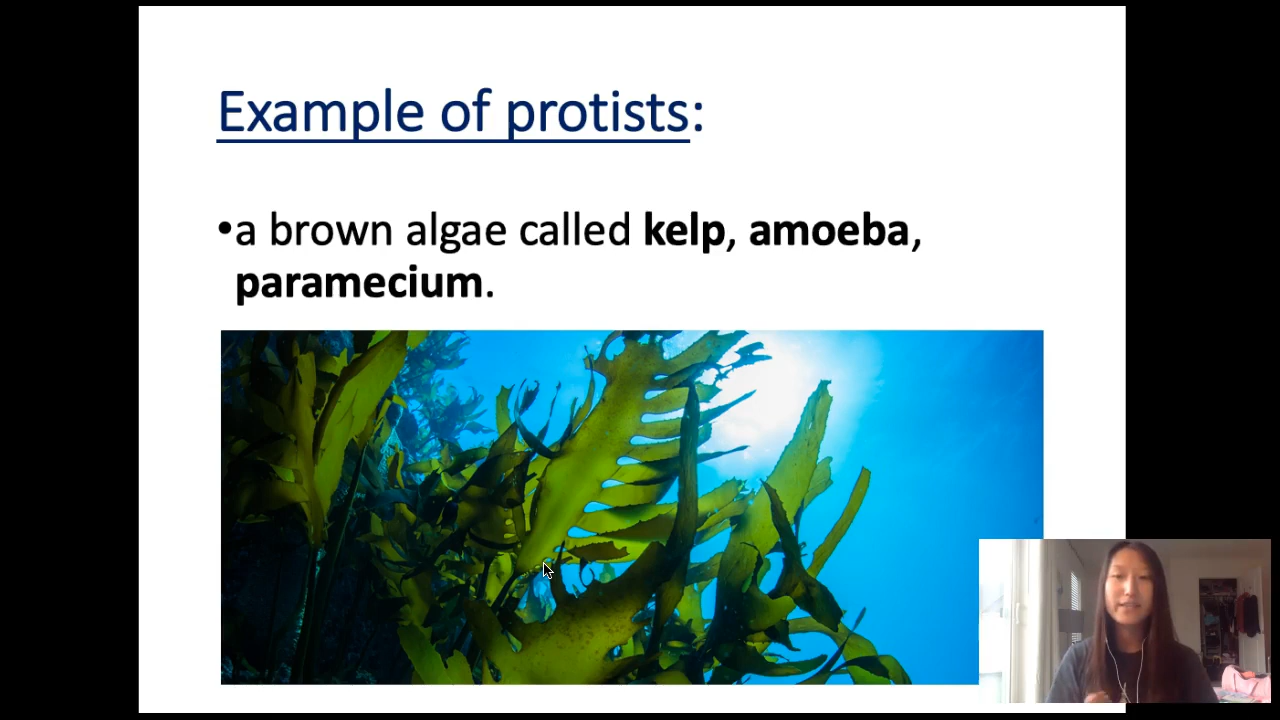 Example of protists:
•a brown algae called kelp, amoeba,
paramecium.